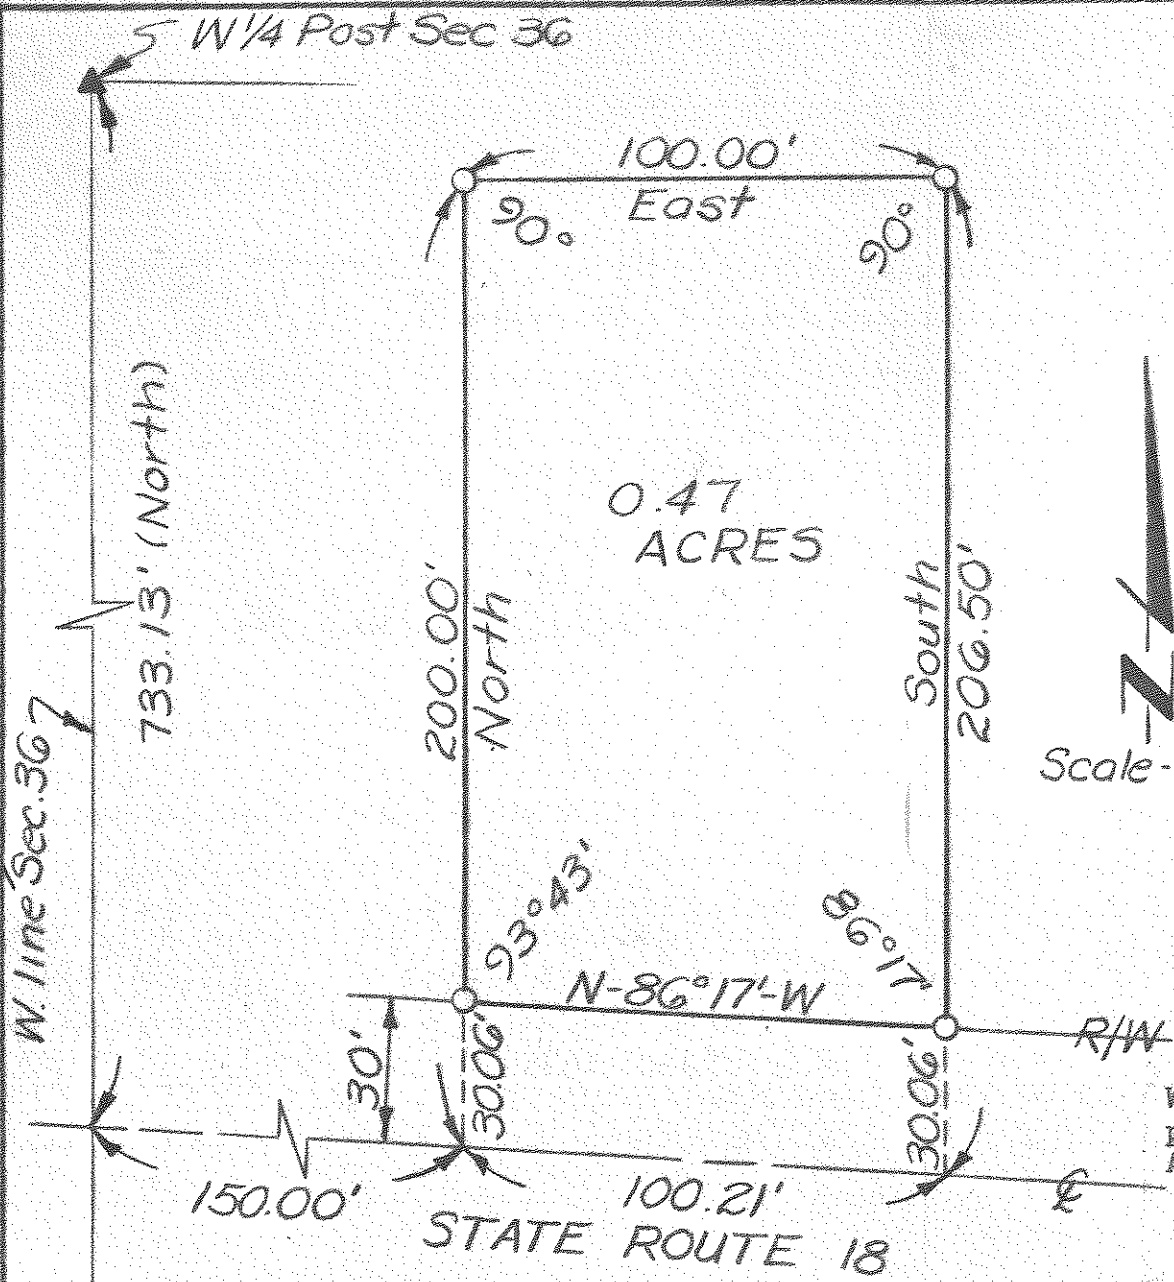 W 1/4 Post Sec 36
100.00'
East
90°
90°
733.13' (North)
0.47
ACRES
200.00'
North
South
206.50'
N
Scale-
W. line Sec. 36
93°43'
86°17'
N-86°17'-W
R/W
30'
30.06'
30.06'
150.00'
100.21'
℄
STATE ROUTE 18